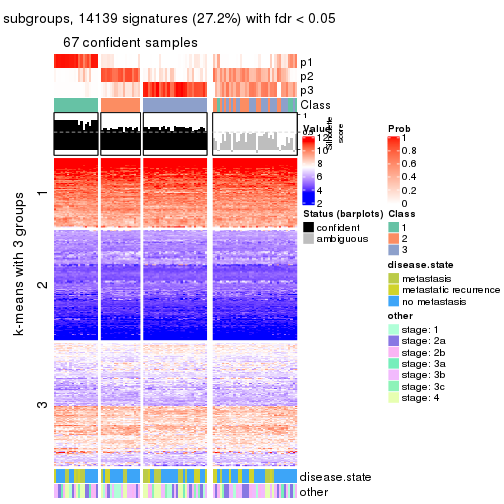 subgroups, 14139 signatures (27.2%) with fdr < 0.05
67 confident samples
p1
p2
p3
Class
1
score
k-means with 3 groups
1
2
3
Value
12
10
8
6
4
2
Status (barplots)
confident
ambiguous
Prob
1
0.8
0.6
0.4
0.2
0
Class
1
2
3
disease.state
metastasis
metastatic recurrence
no metastasis
other
stage: 1
stage: 2a
stage: 2b
stage: 3a
stage: 3b
stage: 3c
stage: 4
disease.state
other